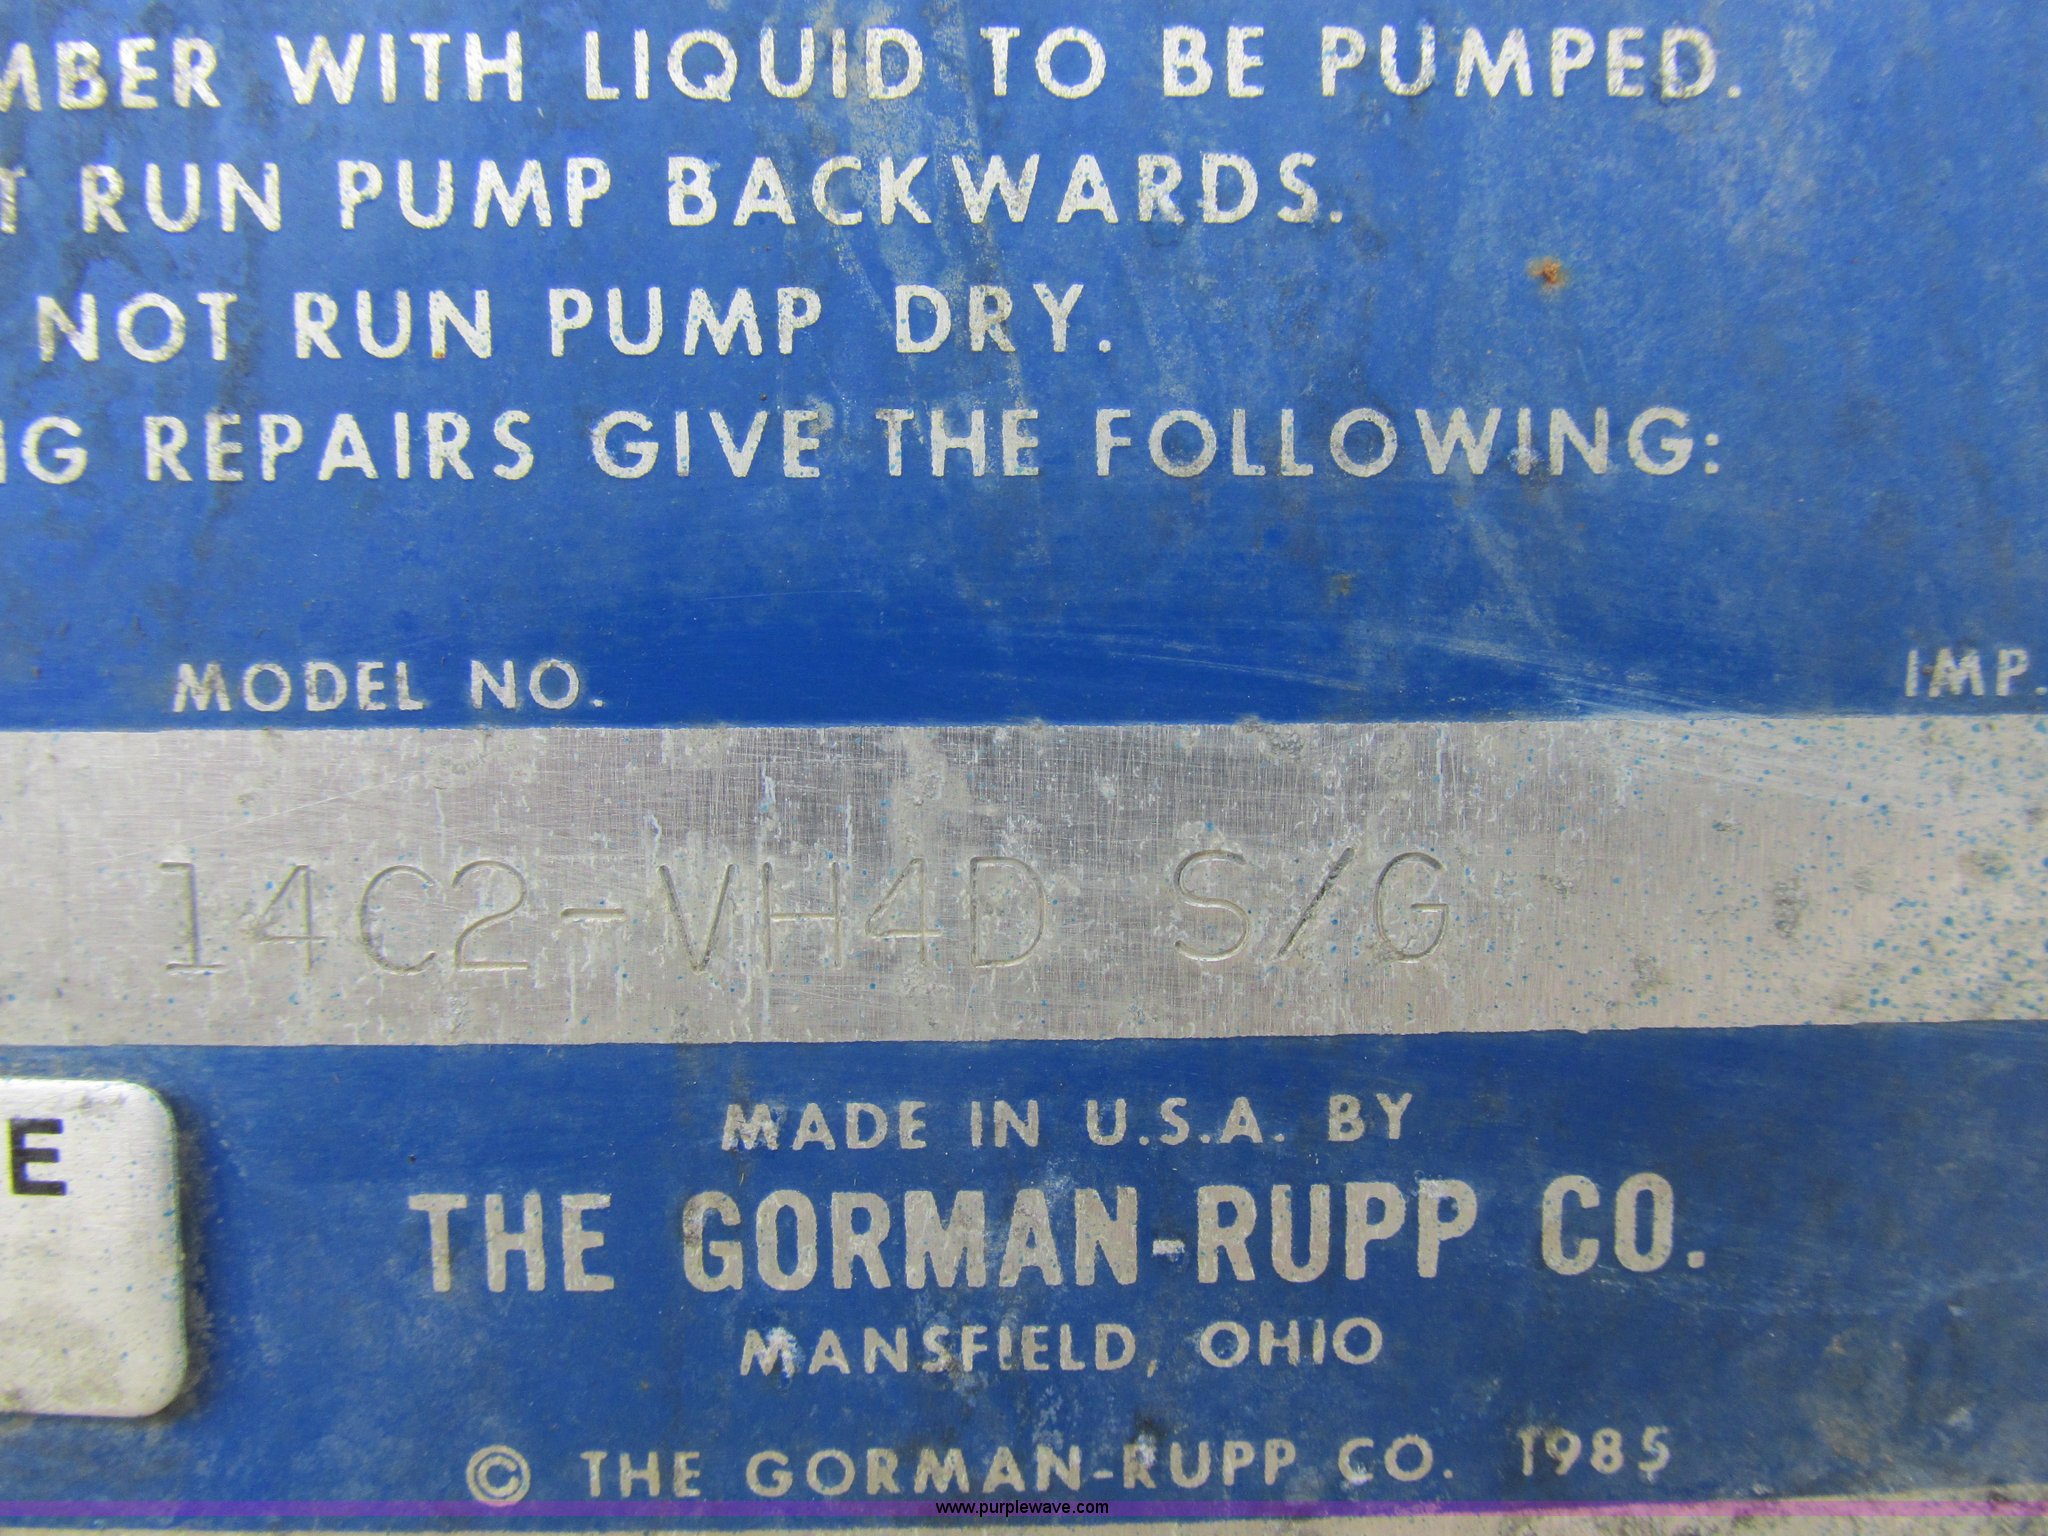 MBER WITH LIQUID TO BE PUMPED.
T RUN PUMP BACKWARDS.
NOT RUN PUMP DRY.
NG REPAIRS GIVE THE FOLLOWING:
MODEL NO. IMP.
14C2-VH4D S/G
E
MADE IN U.S.A. BY
THE GORMAN-RUPP CO.
MANSFIELD, OHIO
© THE GORMAN-RUPP CO. 1985
www.purplewave.com